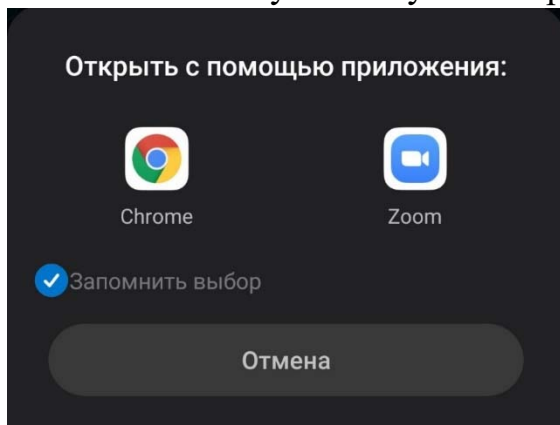 Открыть с помощью приложения:
Chrome Zoom
Запомнить выбор
Отмена